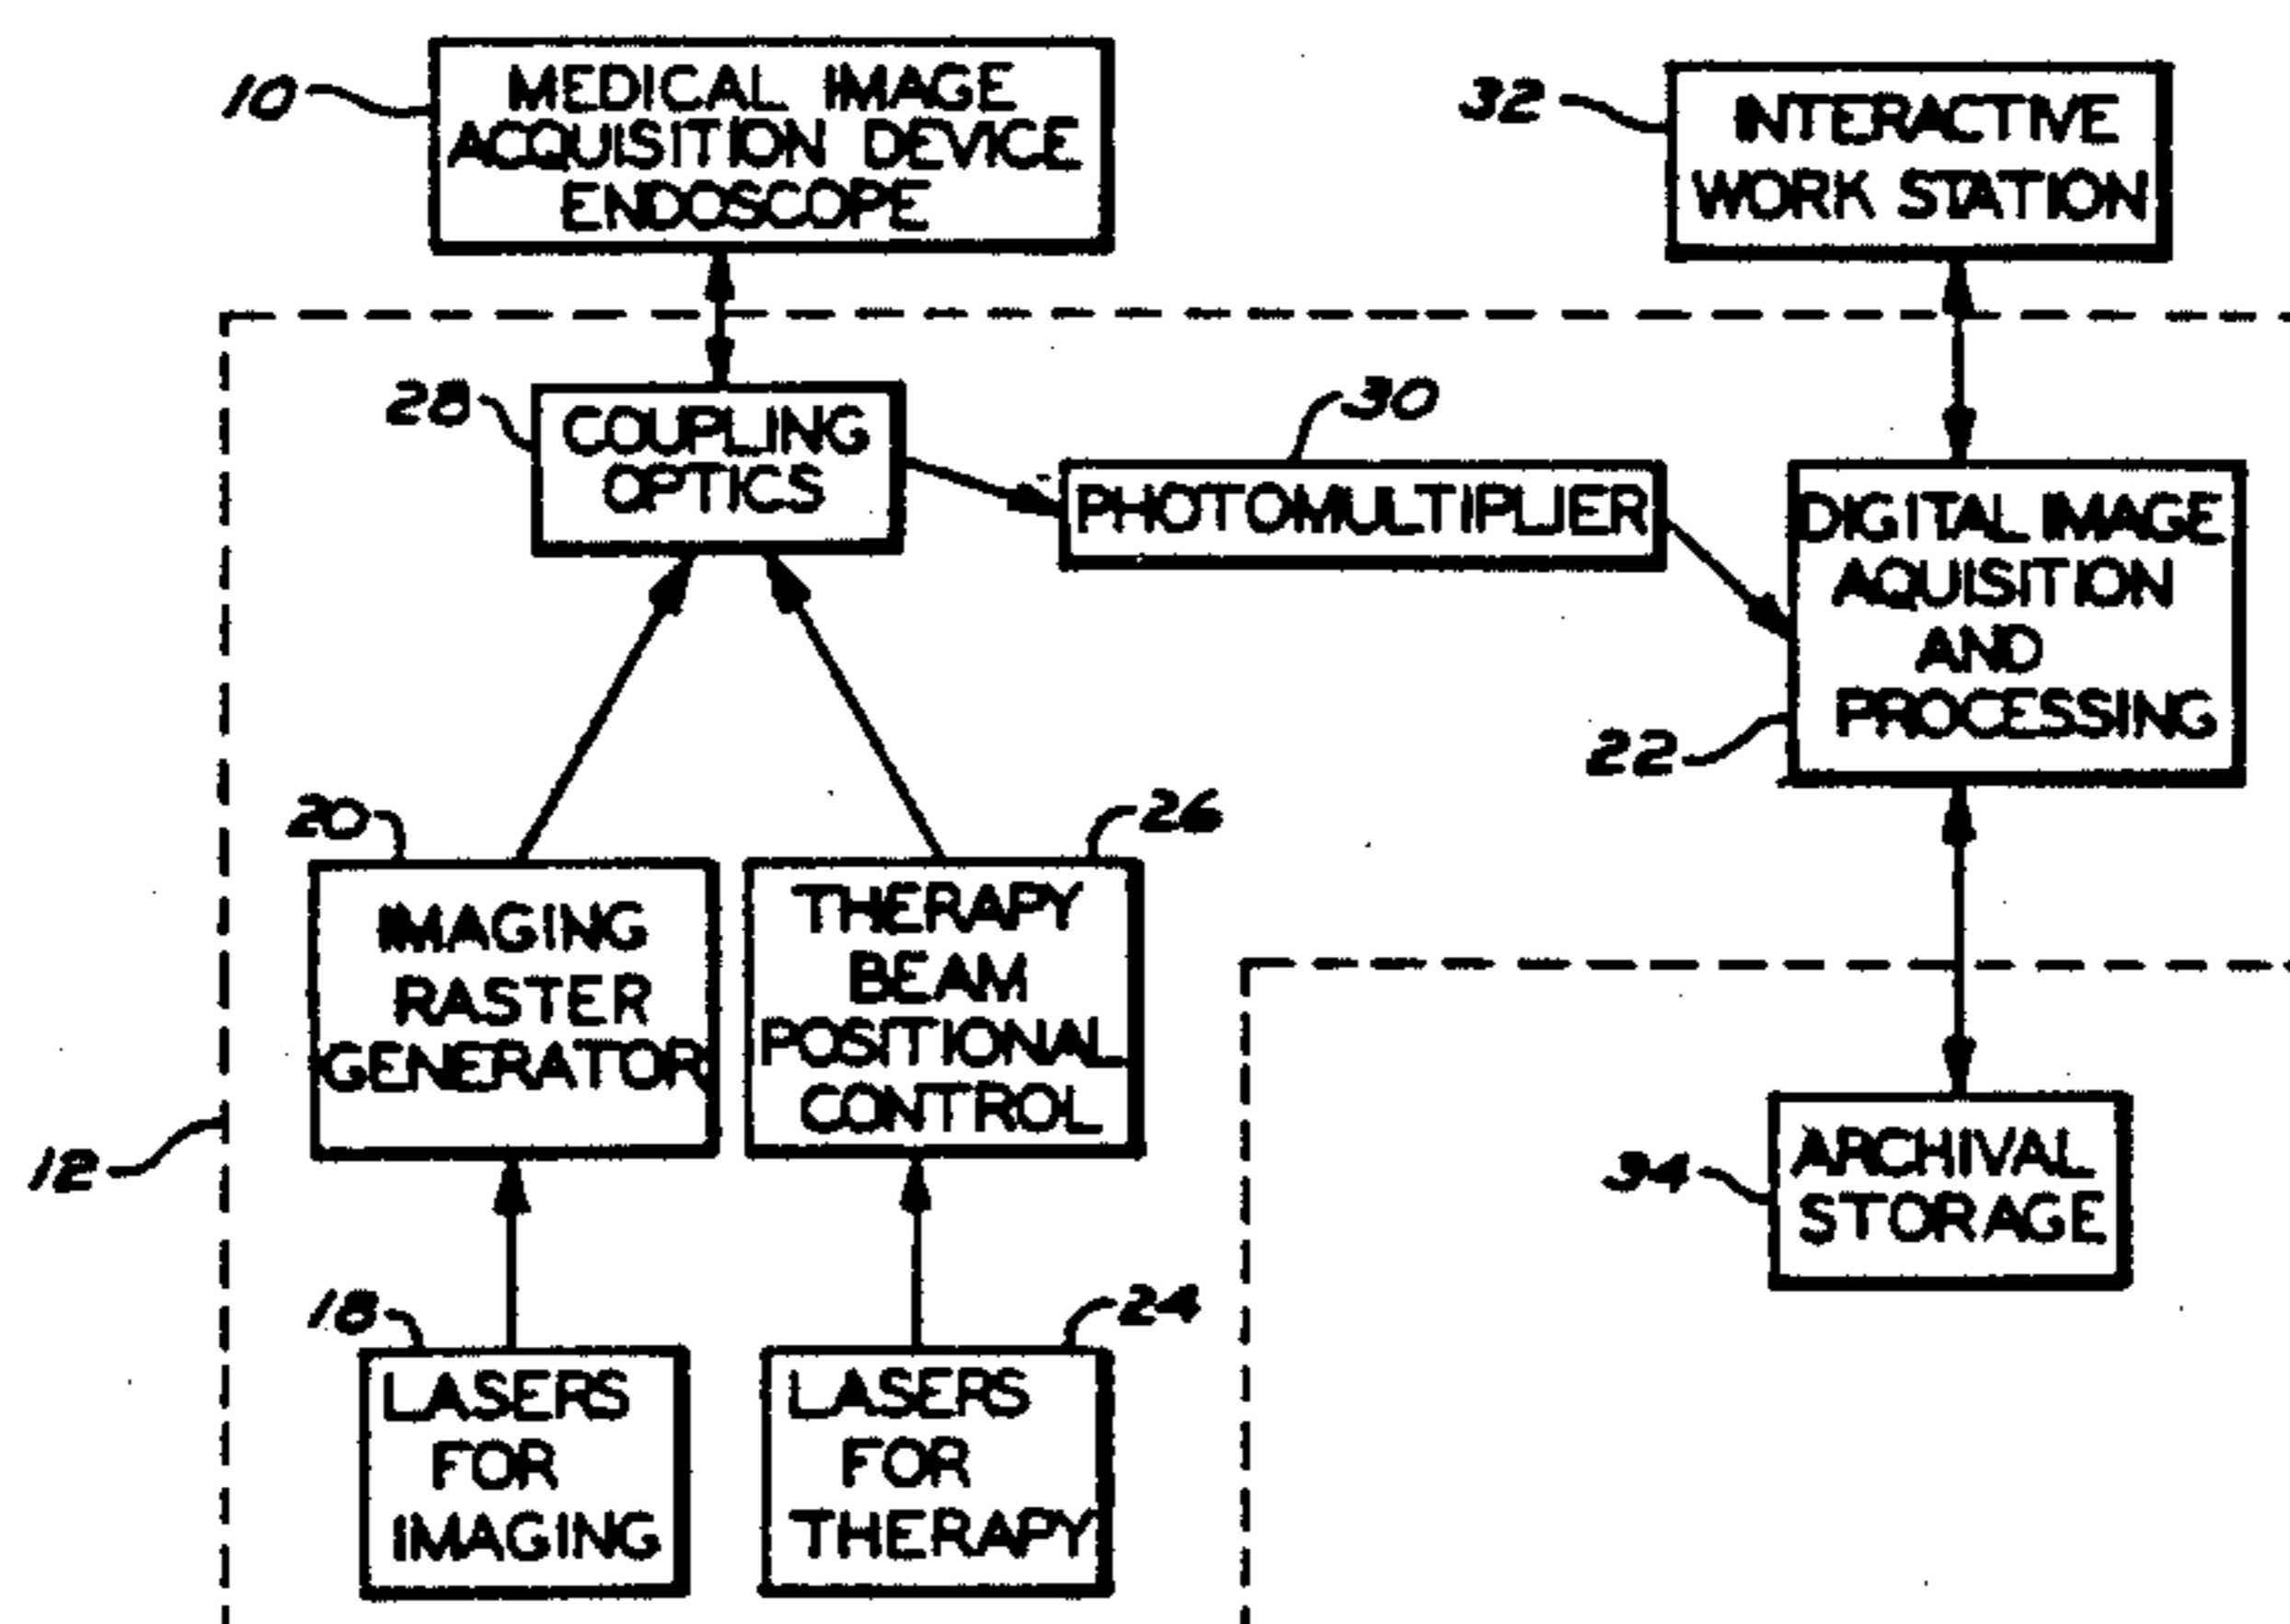 10
MEDICAL IMAGE
ACQUISITION DEVICE
ENDOSCOPE
32
INTERACTIVE
WORK STATION
28
COUPLING
OPTICS
30
PHOTOMULTIPLIER
DIGITAL IMAGE
AQUISITION
AND
PROCESSING
22
20
IMAGING
RASTER
GENERATOR
26
THERAPY
BEAM
POSITIONAL
CONTROL
12
34
ARCHIVAL
STORAGE
18
LASERS
FOR
IMAGING
24
LASERS
FOR
THERAPY